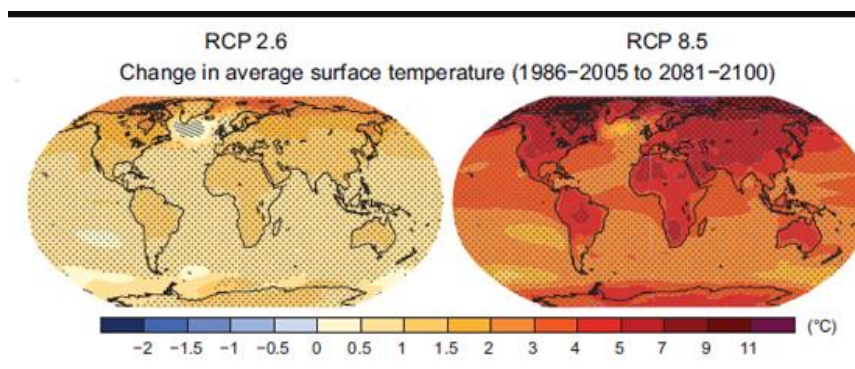 RCP 2.6 RCP 8.5
Change in average surface temperature (1986−2005 to 2081−2100)
(°C)
−2 −1.5 −1 −0.5 0 0.5 1 1.5 2 3 4 5 7 9 11